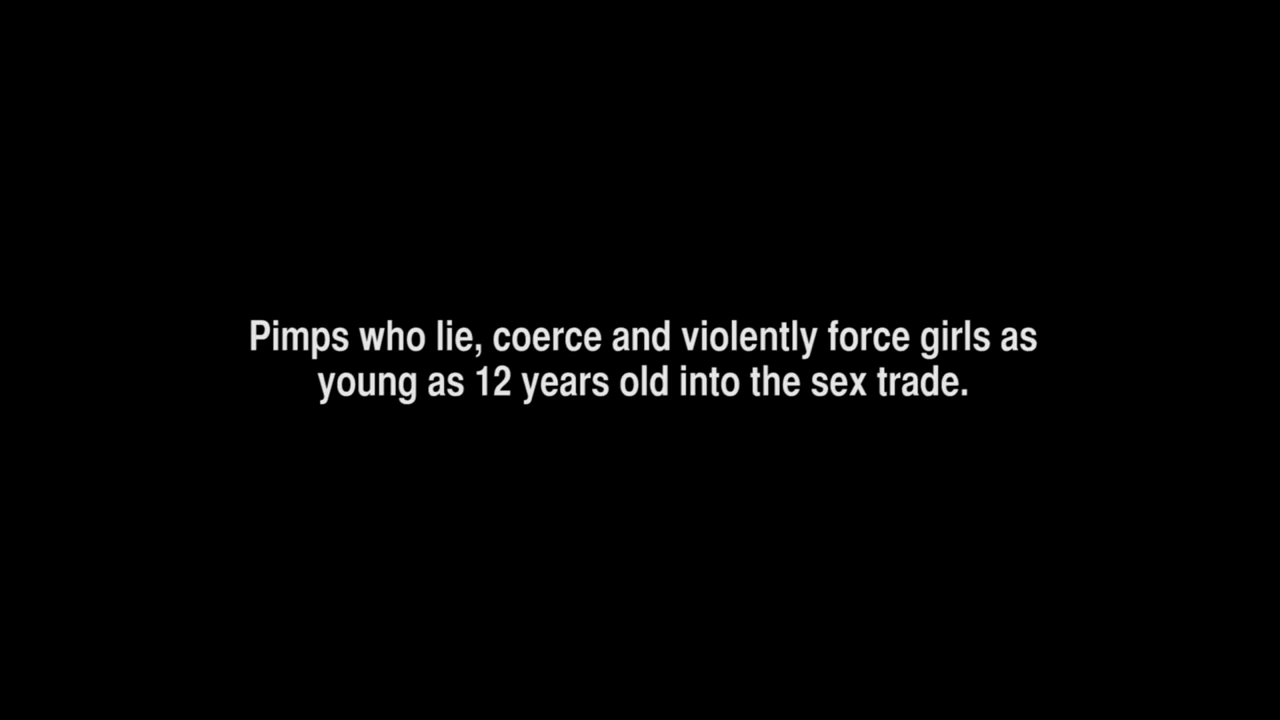 Pimps who lie, coerce and violently force girls as
young as 12 years old into the sex trade.